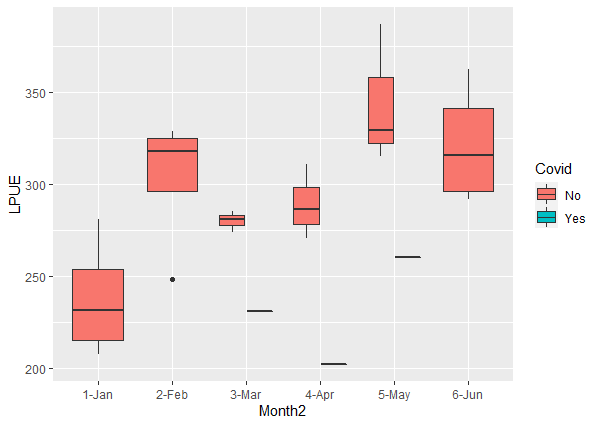 LPUE
350
300
250
200
1-Jan 2-Feb 3-Mar 4-Apr 5-May 6-Jun
Month2
Covid
No
Yes